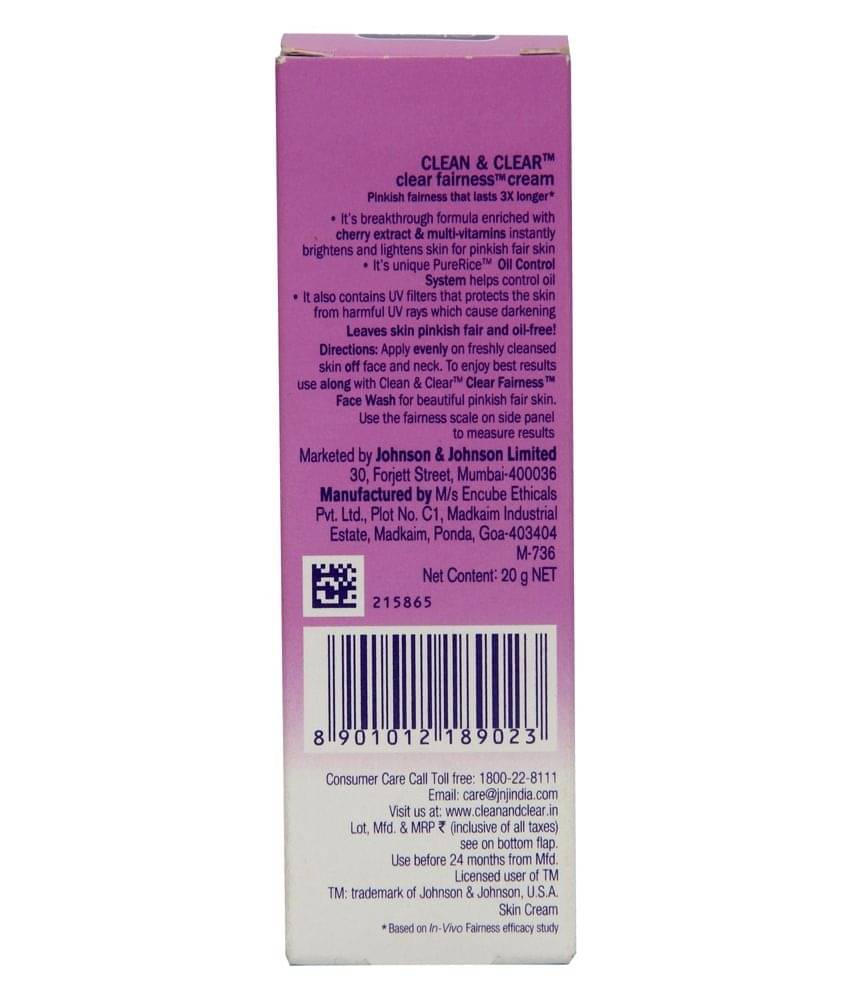 CLEAN & CLEAR™
clear fairness™ cream
Pinkish fairness that lasts 3X longer*
• It's breakthrough formula enriched with
cherry extract & multi-vitamins instantly
brightens and lightens skin for pinkish fair skin
• It's unique PureRice™ Oil Control
System helps control oil
• It also contains UV filters that protects the skin
from harmful UV rays which cause darkening
Leaves skin pinkish fair and oil-free!
Directions: Apply evenly on freshly cleansed
skin off face and neck. To enjoy best results
use along with Clean & Clear™ Clear Fairness™
Face Wash for beautiful pinkish fair skin.
Use the fairness scale on side panel
to measure results
Marketed by Johnson & Johnson Limited
30, Forjett Street, Mumbai-400036
Manufactured by M/s Encube Ethicals
Pvt. Ltd., Plot No. C1, Madkaim Industrial
Estate, Madkaim, Ponda, Goa-403404
M-736
Net Content: 20 g NET
215865
8 901012 189023
Consumer Care Call Toll free: 1800-22-8111
Email: care@jnjindia.com
Visit us at: www.cleanandclear.in
Lot, Mfd. & MRP ₹ (inclusive of all taxes)
see on bottom flap.
Use before 24 months from Mfd.
Licensed user of TM
TM: trademark of Johnson & Johnson, U.S.A.
Skin Cream
*Based on In-Vivo Fairness efficacy study